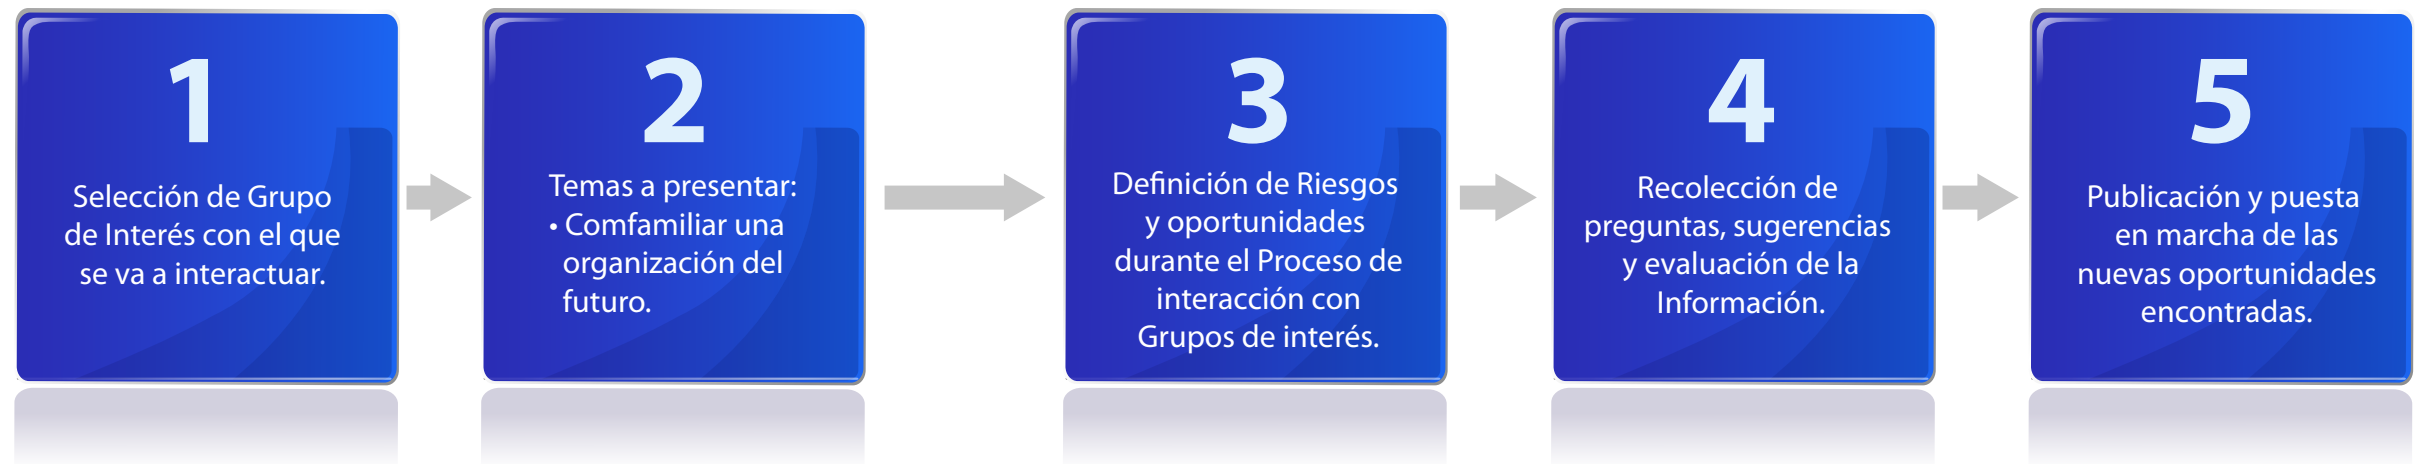 1
Selección de Grupo
de Interés con el que
se va a interactuar.
2
Temas a presentar:
• Comfamiliar una
organización del
futuro.
3
Definición de Riesgos
y oportunidades
durante el Proceso de
interacción con
Grupos de interés.
4
Recolección de
preguntas, sugerencias
y evaluación de la
Información.
5
Publicación y puesta
en marcha de las
nuevas oportunidades
encontradas.